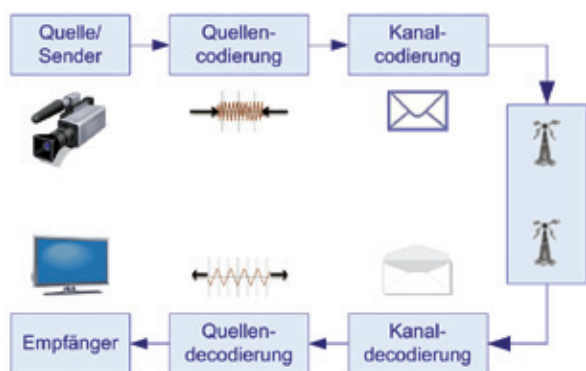 Quelle/
Sender
Quellen-
codierung
Kanal-
codierung
Empfänger
Quellen-
decodierung
Kanal-
decodierung